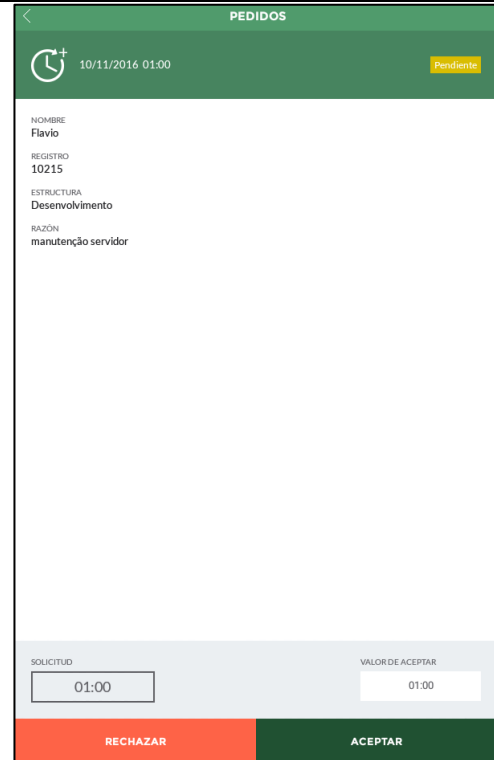 PEDIDOS
10/11/2016 01:00
Pendiente
NOMBRE
Flavio
REGISTRO
10215
ESTRUCTURA
Desenvolvimento
RAZÓN
manutenção servidor
SOLICITUD
VALOR DE ACEPTAR
01:00
01:00
RECHAZAR
ACEPTAR